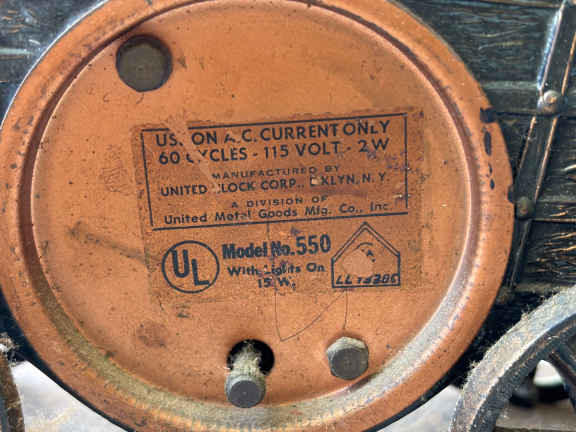 USE ON A.C. CURRENT ONLY
60 CYCLES - 115 VOLT - 2W
MANUFACTURED BY
UNITED CLOCK CORP., BKLYN, N.Y.
A DIVISION OF
United Metal Goods Mfg. Co., Inc.
UL
Model No. 550
With Lights On
15 W.